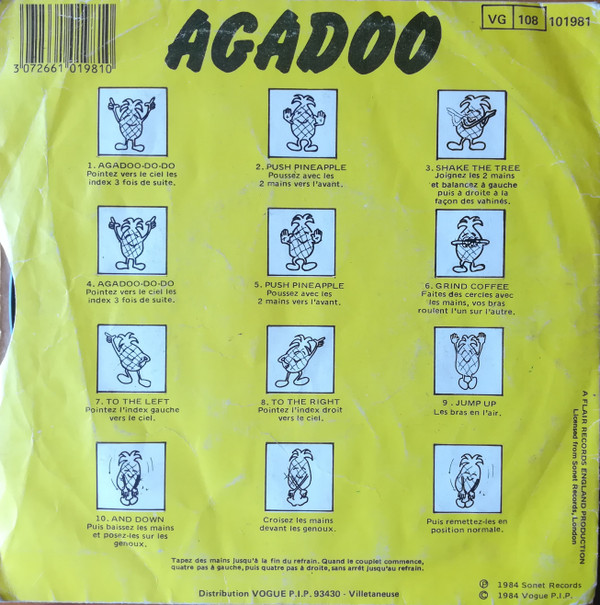 AGADOO
VG 108 101981
3 072661 019810
1. AGADOO-DO-DO
Pointez vers le ciel les
index 3 fois de suite.
2. PUSH PINEAPPLE
Poussez avec les
2 mains vers l'avant.
3. SHAKE THE TREE
Joignez les 2 mains
et balancez à gauche
puis à droite à la
façon des vahinés.
4. AGADOO-DO-DO
Pointez vers le ciel les
index 3 fois de suite.
5. PUSH PINEAPPLE
Poussez avec les
2 mains vers l'avant.
6. GRIND COFFEE
Faites des cercles avec
les mains, vos bras
roulent l'un sur l'autre.
7. TO THE LEFT
Pointez l'index gauche
vers le ciel.
8. TO THE RIGHT
Pointez l'index droit
vers le ciel.
9. JUMP UP
Les bras en l'air.
10. AND DOWN
Puis baissez les mains
et posez-les sur les
genoux.
Croisez les mains
devant les genoux.
Puis remettez-les en
position normale.
A FLAIR RECORDS ENGLAND PRODUCTION
Licensed from Sonet Records, London
Tapez des mains jusqu'à la fin du refrain. Quand le couplet commence,
quatre pas à gauche, puis quatre pas à droite, sans arrêt jusqu'au refrain.
Distribution VOGUE P.I.P. 93430 - Villetaneuse
℗ 1984 Sonet Records
© 1984 Vogue P.I.P.